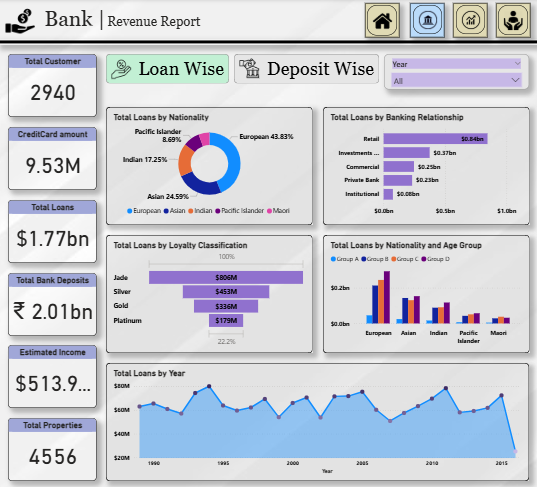 Bank | Revenue Report
Total Customer
2940
CreditCard amount
9.53M
Total Loans
$1.77bn
Total Bank Deposits
₹ 2.01bn
Estimated Income
$513.9...
Total Properties
4556
Loan Wise
Deposit Wise
Year
All
Total Loans by Nationality
Pacific Islander
8.69%
European 43.83%
Indian 17.25%
Asian 24.59%
European Asian Indian Pacific Islander Maori
Total Loans by Banking Relationship
Retail $0.84bn
Investments ... $0.37bn
Commercial $0.25bn
Private Bank $0.23bn
Institutional $0.08bn
$0.0bn $0.5bn $1.0bn
Total Loans by Loyalty Classification
100%
Jade $806M
Silver $453M
Gold $336M
Platinum $179M
22.2%
Total Loans by Nationality and Age Group
Group A Group B Group C Group D
$0.2bn
$0.0bn
European Asian Indian Pacific Islander Maori
Total Loans by Year
$80M
$60M
$40M
$20M
1990 1995 2000 2005 2010 2015
Year